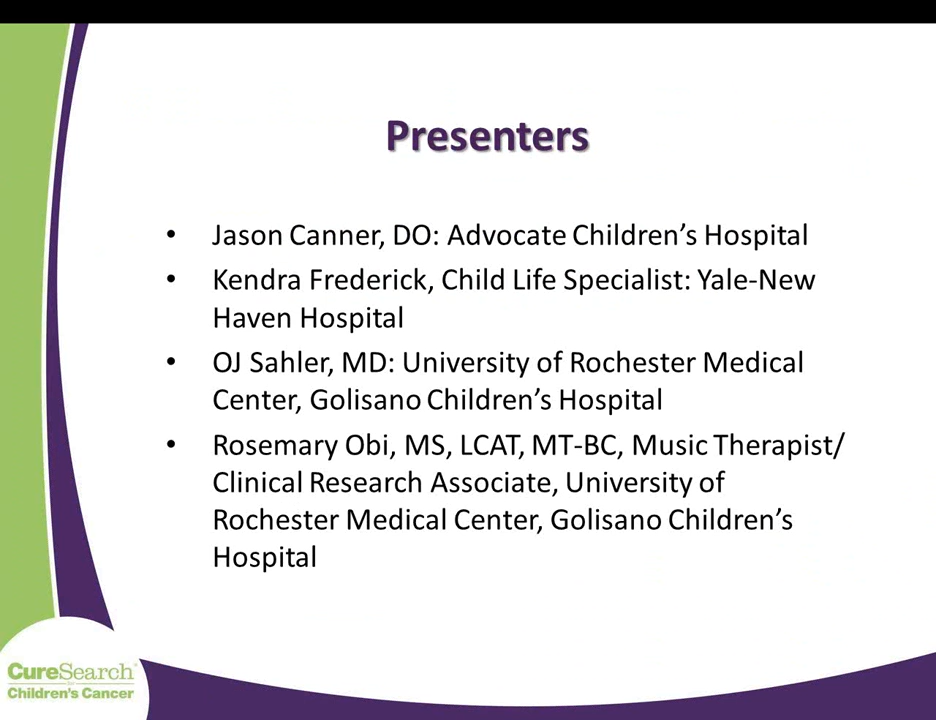 Presenters
• Jason Canner, DO: Advocate Children's Hospital
• Kendra Frederick, Child Life Specialist: Yale-New
Haven Hospital
• OJ Sahler, MD: University of Rochester Medical
Center, Golisano Children's Hospital
• Rosemary Obi, MS, LCAT, MT-BC, Music Therapist/
Clinical Research Associate, University of
Rochester Medical Center, Golisano Children's
Hospital
CureSearch
for
Children's Cancer